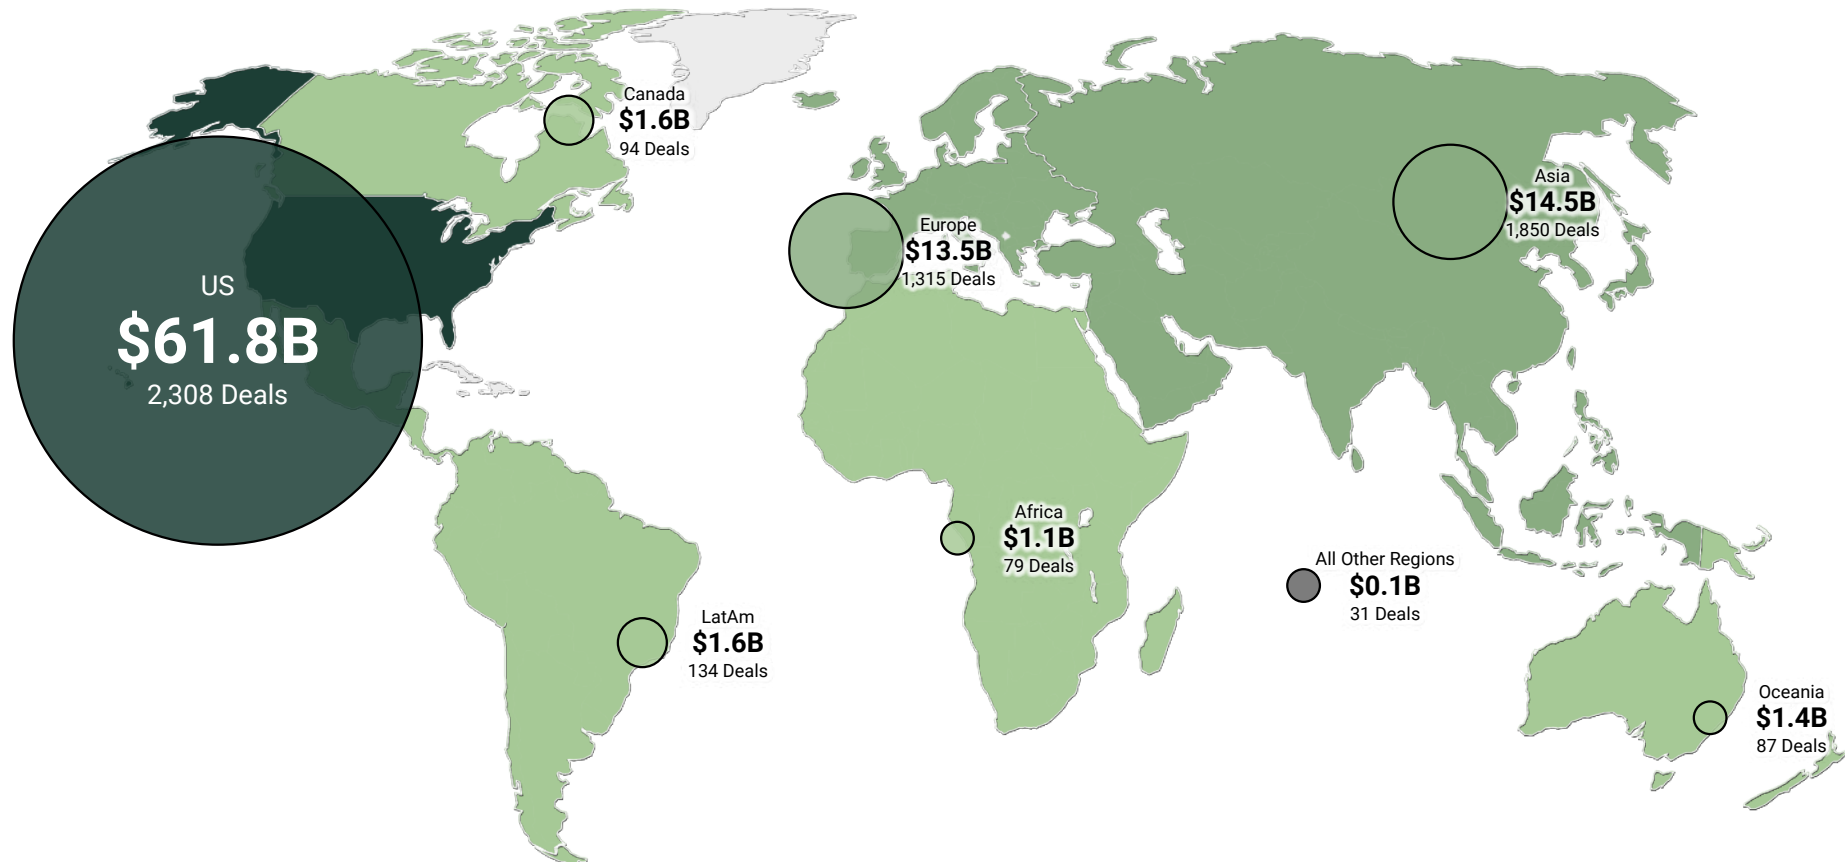 Canada
$1.6B
94 Deals
US
$61.8B
2,308 Deals
Europe
$13.5B
1,315 Deals
Asia
$14.5B
1,850 Deals
Africa
$1.1B
79 Deals
All Other Regions
$0.1B
31 Deals
LatAm
$1.6B
134 Deals
Oceania
$1.4B
87 Deals